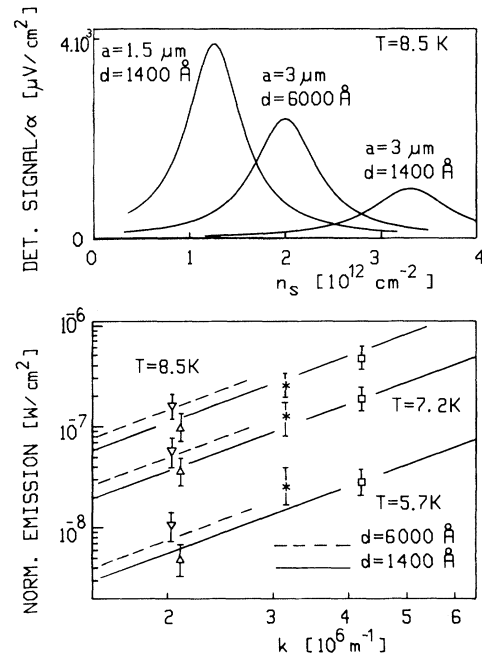 4.10³
DET. SIGNAL/α [μV/cm²]
T=8.5 K
a=1.5 μm
d=1400 Å
a=3 μm
d=6000 Å
a=3 μm
d=1400 Å
0
0 1 2 3 4
nₛ [10¹² cm⁻²]
10⁻⁶
NORM. EMISSION [W/cm²]
T=8.5K
10⁻⁷
T=7.2K
T=5.7K
10⁻⁸
d=6000 Å
d=1400 Å
2 3 4 5 6
k [10⁶ m⁻¹]